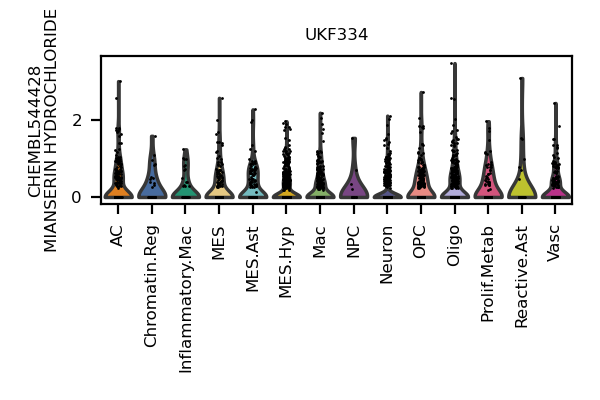 UKF334
CHEMBL544428
MIANSERIN HYDROCHLORIDE
2
0
AC
Chromatin.Reg
Inflammatory.Mac
MES
MES.Ast
MES.Hyp
Mac
NPC
Neuron
OPC
Oligo
Prolif.Metab
Reactive.Ast
Vasc